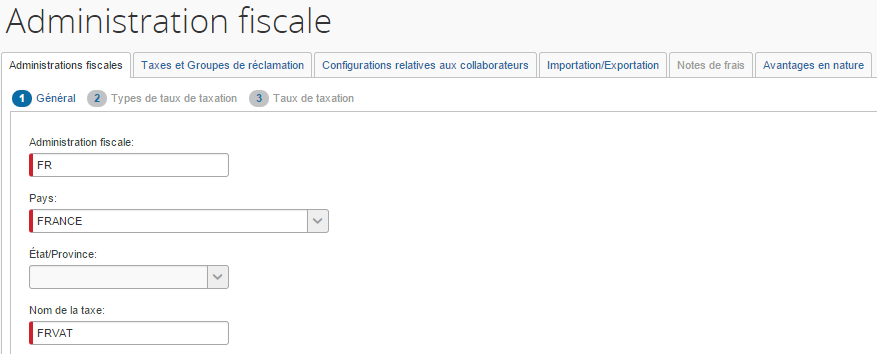 Administration fiscale
Administrations fiscales Taxes et Groupes de réclamation Configurations relatives aux collaborateurs Importation/Exportation Notes de frais Avantages en nature
1 Général 2 Types de taux de taxation 3 Taux de taxation
Administration fiscale:
FR
Pays:
FRANCE
État/Province:
Nom de la taxe:
FRVAT